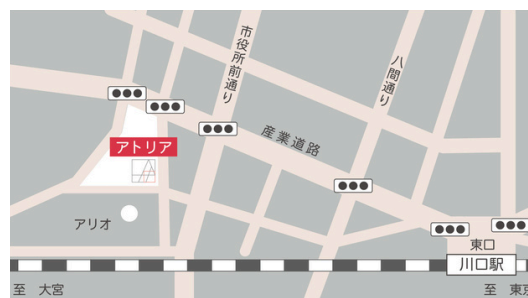 市役所前通り
八間通り
産業道路
アトリア
アリオ
東口
川口駅
至 大宮
至 東京